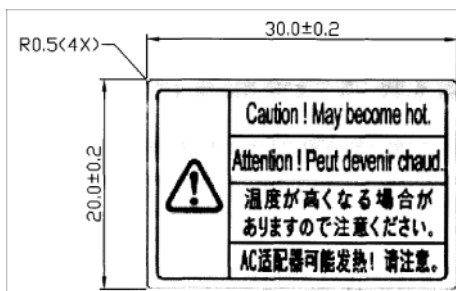 30.0±0.2
R0.5(4X)
20.0±0.2
Caution ! May become hot.
Attention ! Peut devenir chaud.
温度が高くなる場合が
ありますので注意ください。
AC适配器可能发热! 请注意。